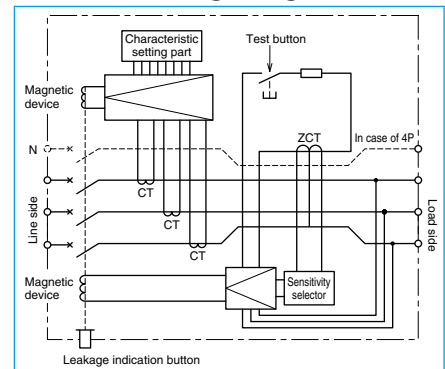 Characteristic
setting part
Test button
Magnetic
device
ZCT
In case of 4P
N
CT
CT
CT
Line side
Load side
Magnetic
device
Sensitivity
selector
Leakage indication button